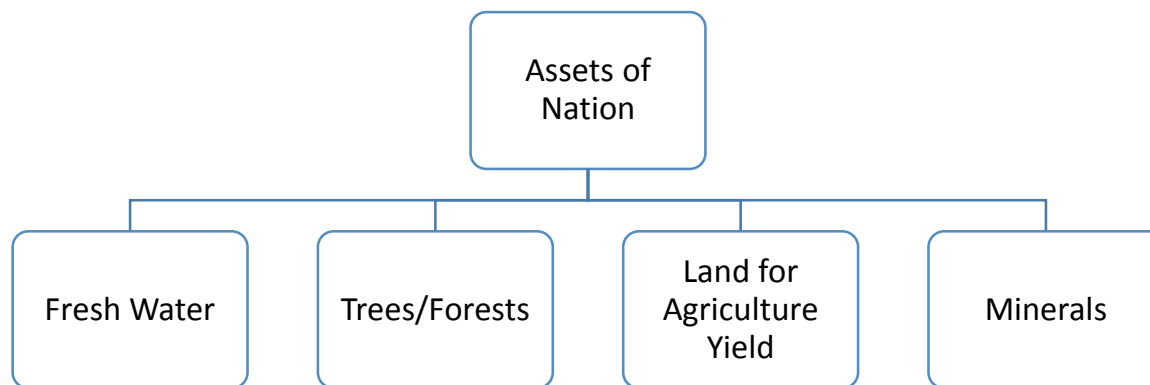 Assets of
Nation
Fresh Water
Trees/Forests
Land for
Agriculture
Yield
Minerals